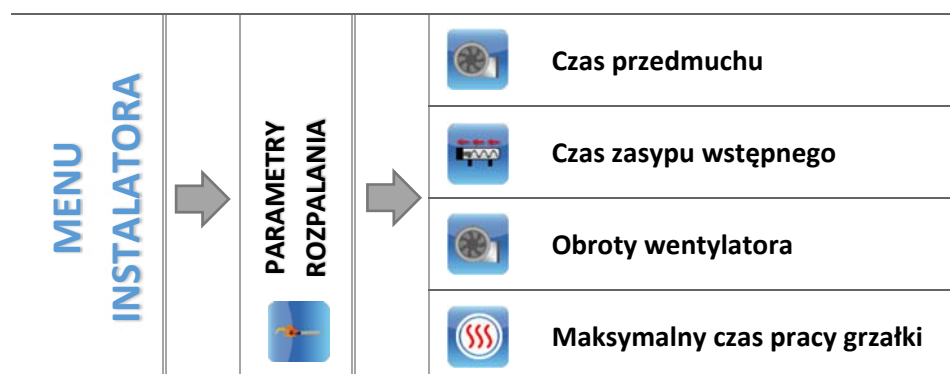 MENU
INSTALATORA
PARAMETRY
ROZPALANIA
Czas przedmuchu
Czas zasypu wstępnego
Obroty wentylatora
Maksymalny czas pracy grzałki